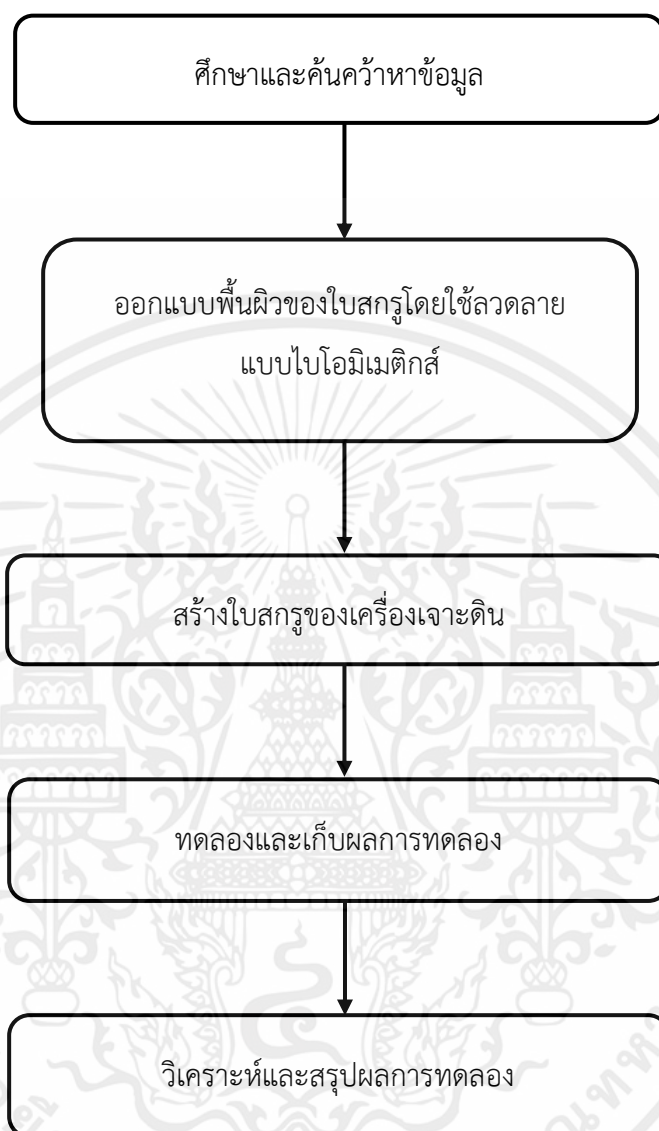 ศึกษาและค้นคว้าหาข้อมูล
ออกแบบพื้นผิวของใบสกรูโดยใช้ลวดลาย
แบบไบโอมิเมติกส์
สร้างใบสกรูของเครื่องเจาะดิน
ทดลองและเก็บผลการทดลอง
วิเคราะห์และสรุปผลการทดลอง